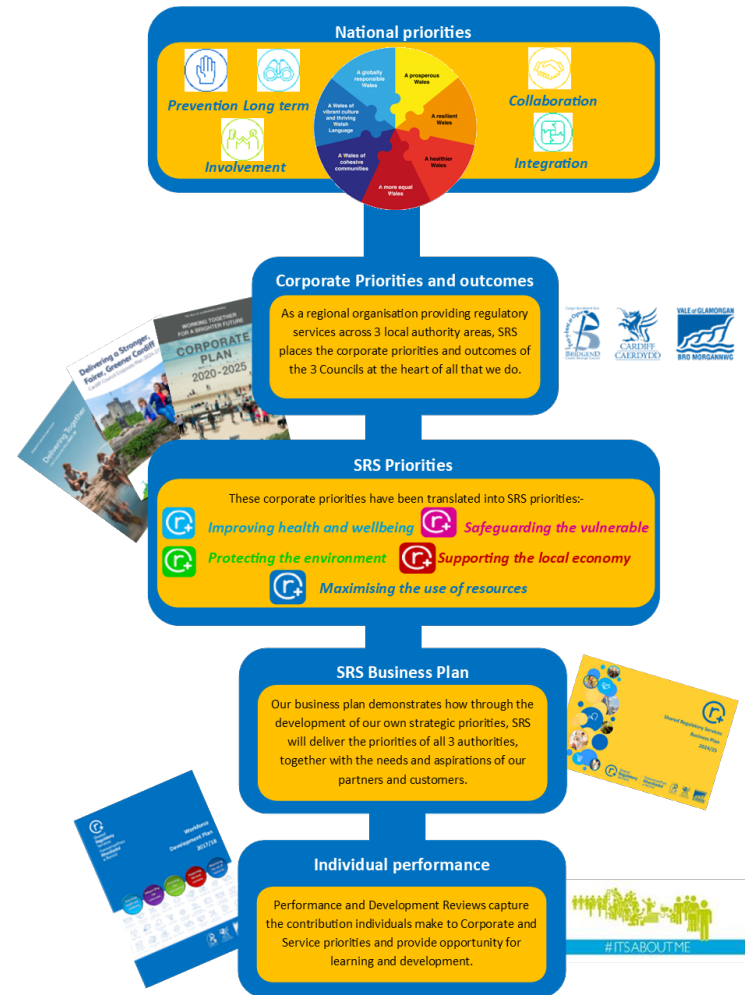 National priorities
Prevention Long term
Involvement
Collaboration
Integration
A globally
responsible
Wales
A prosperous
Wales
A Wales of
vibrant culture
and thriving
Welsh
Language
A resilient
Wales
A Wales of
cohesive
communities
A healthier
Wales
A more equal
Wales
Corporate Priorities and outcomes
As a regional organisation providing regulatory
services across 3 local authority areas, SRS
places the corporate priorities and outcomes of
the 3 Councils at the heart of all that we do.
BRIDGEND
CARDIFF
CAERDYDD
VALE of GLAMORGAN
BRO MORGANNWG
WORKING TOGETHER
FOR A BRIGHTER FUTURE
CORPORATE
PLAN
2020-2025
Delivering a Stronger,
Fairer, Greener Cardiff
Delivering Together
SRS Priorities
These corporate priorities have been translated into SRS priorities:-
Improving health and wellbeing
Safeguarding the vulnerable
Protecting the environment
Supporting the local economy
Maximising the use of resources
SRS Business Plan
Our business plan demonstrates how through the
development of our own strategic priorities, SRS
will deliver the priorities of all 3 authorities,
together with the needs and aspirations of our
partners and customers.
Shared Regulatory Services
Business Plan
2024/25
Workforce
Development Plan
2017/18
Shared
Regulatory
Services
Individual performance
Performance and Development Reviews capture
the contribution individuals make to Corporate and
Service priorities and provide opportunity for
learning and development.
#ITSABOUTME